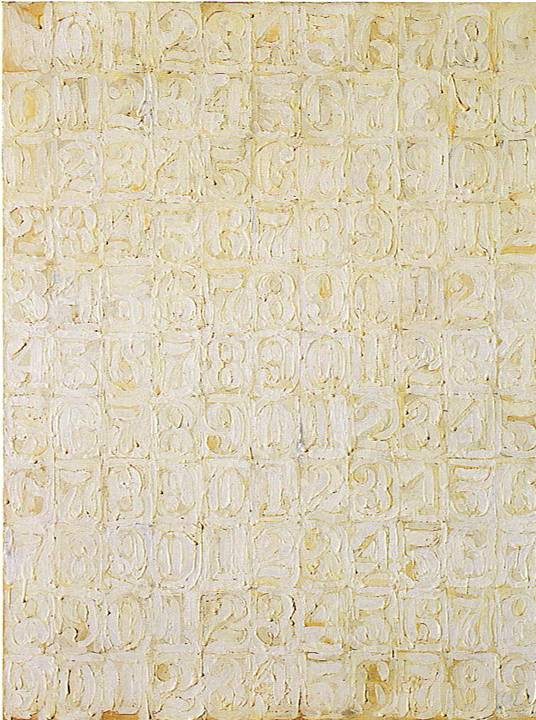 0 1 2 3 4 5 6 7 8 9
0 1 2 3 4 5 6 7 8 9 0
1 2 3 4 5 6 7 8 9 0 1
2 3 4 5 6 7 8 9 0 1 2
3 4 5 6 7 8 9 0 1 2 3
4 5 6 7 8 9 0 1 2 3 4
5 6 7 8 9 0 1 2 3 4 5
6 7 8 9 0 1 2 3 4 5 6
7 8 9 0 1 2 3 4 5 6 7
8 9 0 1 2 3 4 5 6 7 8
9 0 1 2 3 4 5 6 7 8 9